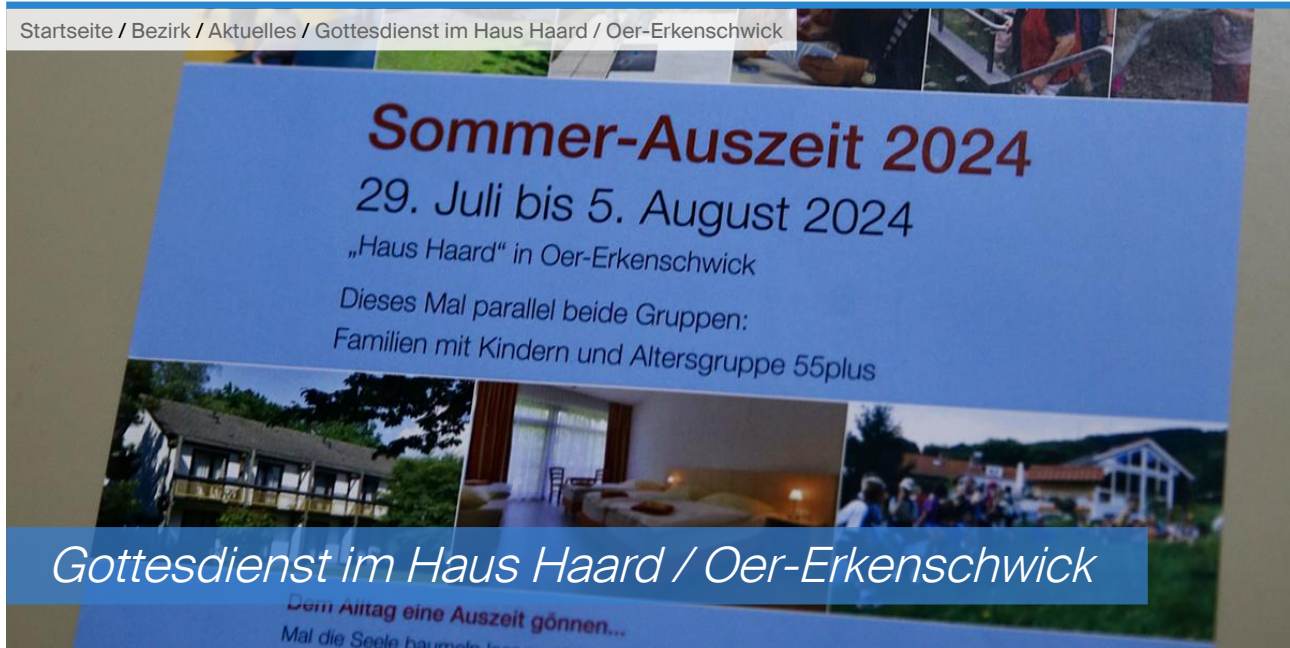 Startseite / Bezirk / Aktuelles / Gottesdienst im Haus Haard / Oer-Erkenschwick
Sommer-Auszeit 2024
29. Juli bis 5. August 2024
„Haus Haard“ in Oer-Erkenschwick
Dieses Mal parallel beide Gruppen:
Familien mit Kindern und Altersgruppe 55plus
Gottesdienst im Haus Haard / Oer-Erkenschwick
Dem Alltag eine Auszeit gönnen...
Mal die Seele baumeln